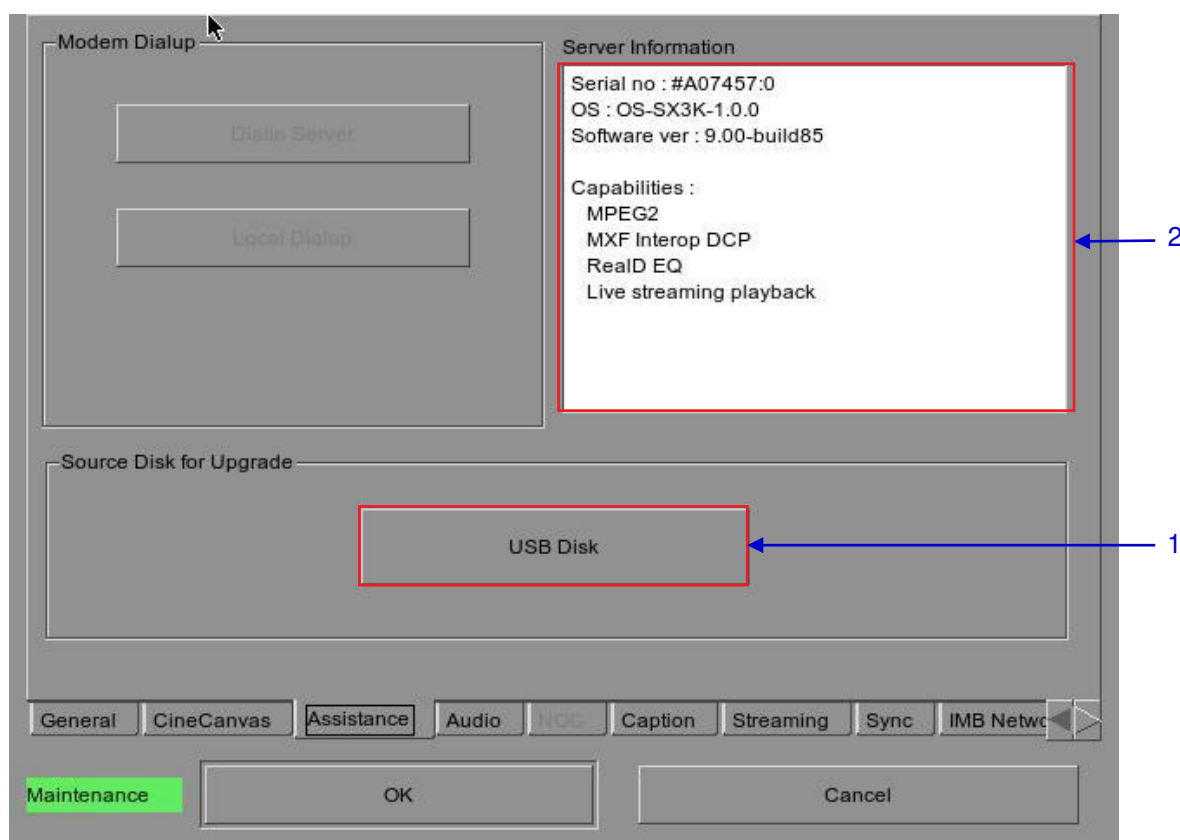 Modem Dialup
Dialin Server
Local Dialup
Server Information
Serial no : #A07457:0
OS : OS-SX3K-1.0.0
Software ver : 9.00-build85
Capabilities :
MPEG2
MXF Interop DCP
RealD EQ
Live streaming playback
2
Source Disk for Upgrade
USB Disk
1
General CineCanvas Assistance Audio NOC Caption Streaming Sync IMB Netwo
Maintenance OK Cancel